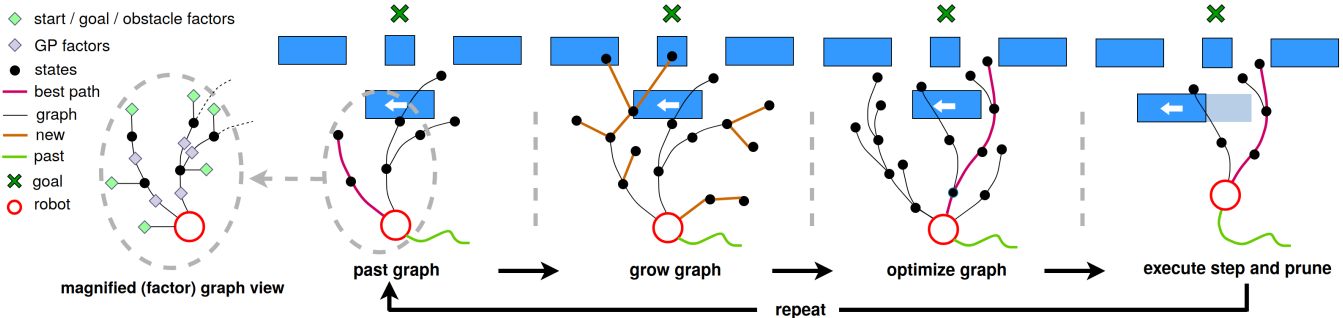 start / goal / obstacle factors
GP factors
states
best path
graph
new
past
goal
robot
magnified (factor) graph view
past graph
grow graph
optimize graph
execute step and prune
repeat